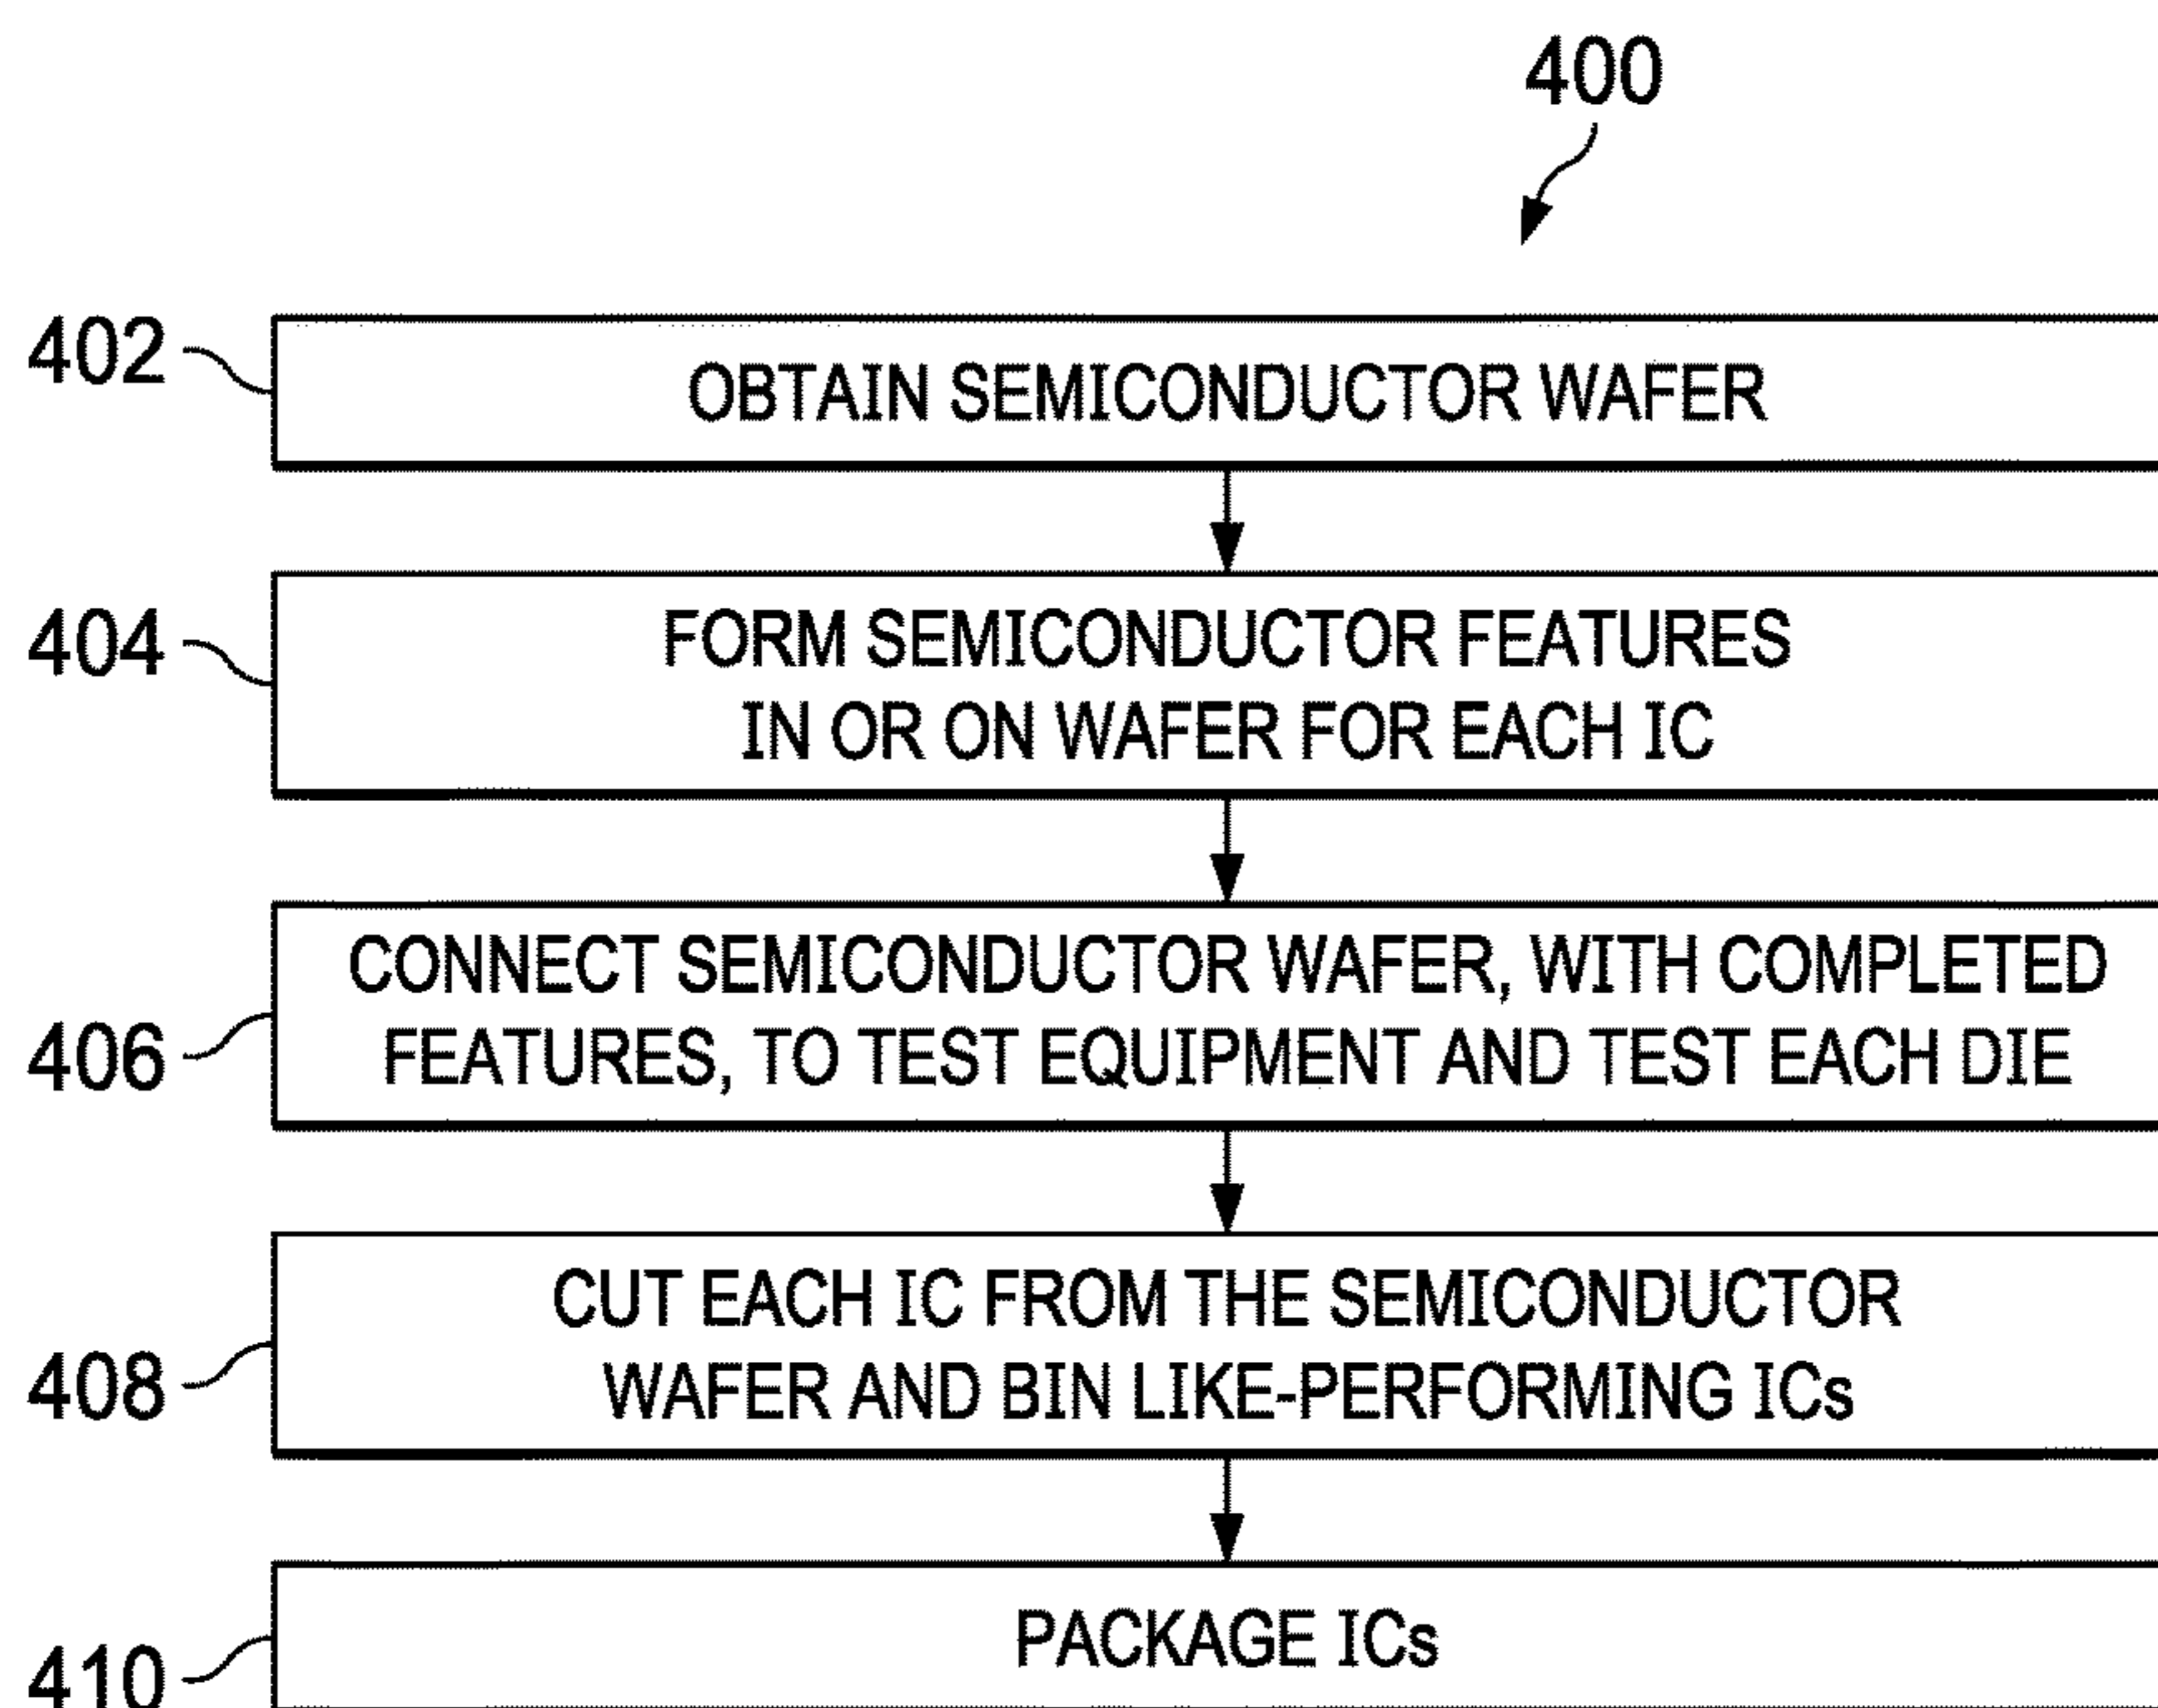 400
402
OBTAIN SEMICONDUCTOR WAFER
404
FORM SEMICONDUCTOR FEATURES
IN OR ON WAFER FOR EACH IC
406
CONNECT SEMICONDUCTOR WAFER, WITH COMPLETED
FEATURES, TO TEST EQUIPMENT AND TEST EACH DIE
408
CUT EACH IC FROM THE SEMICONDUCTOR
WAFER AND BIN LIKE-PERFORMING ICs
410
PACKAGE ICs